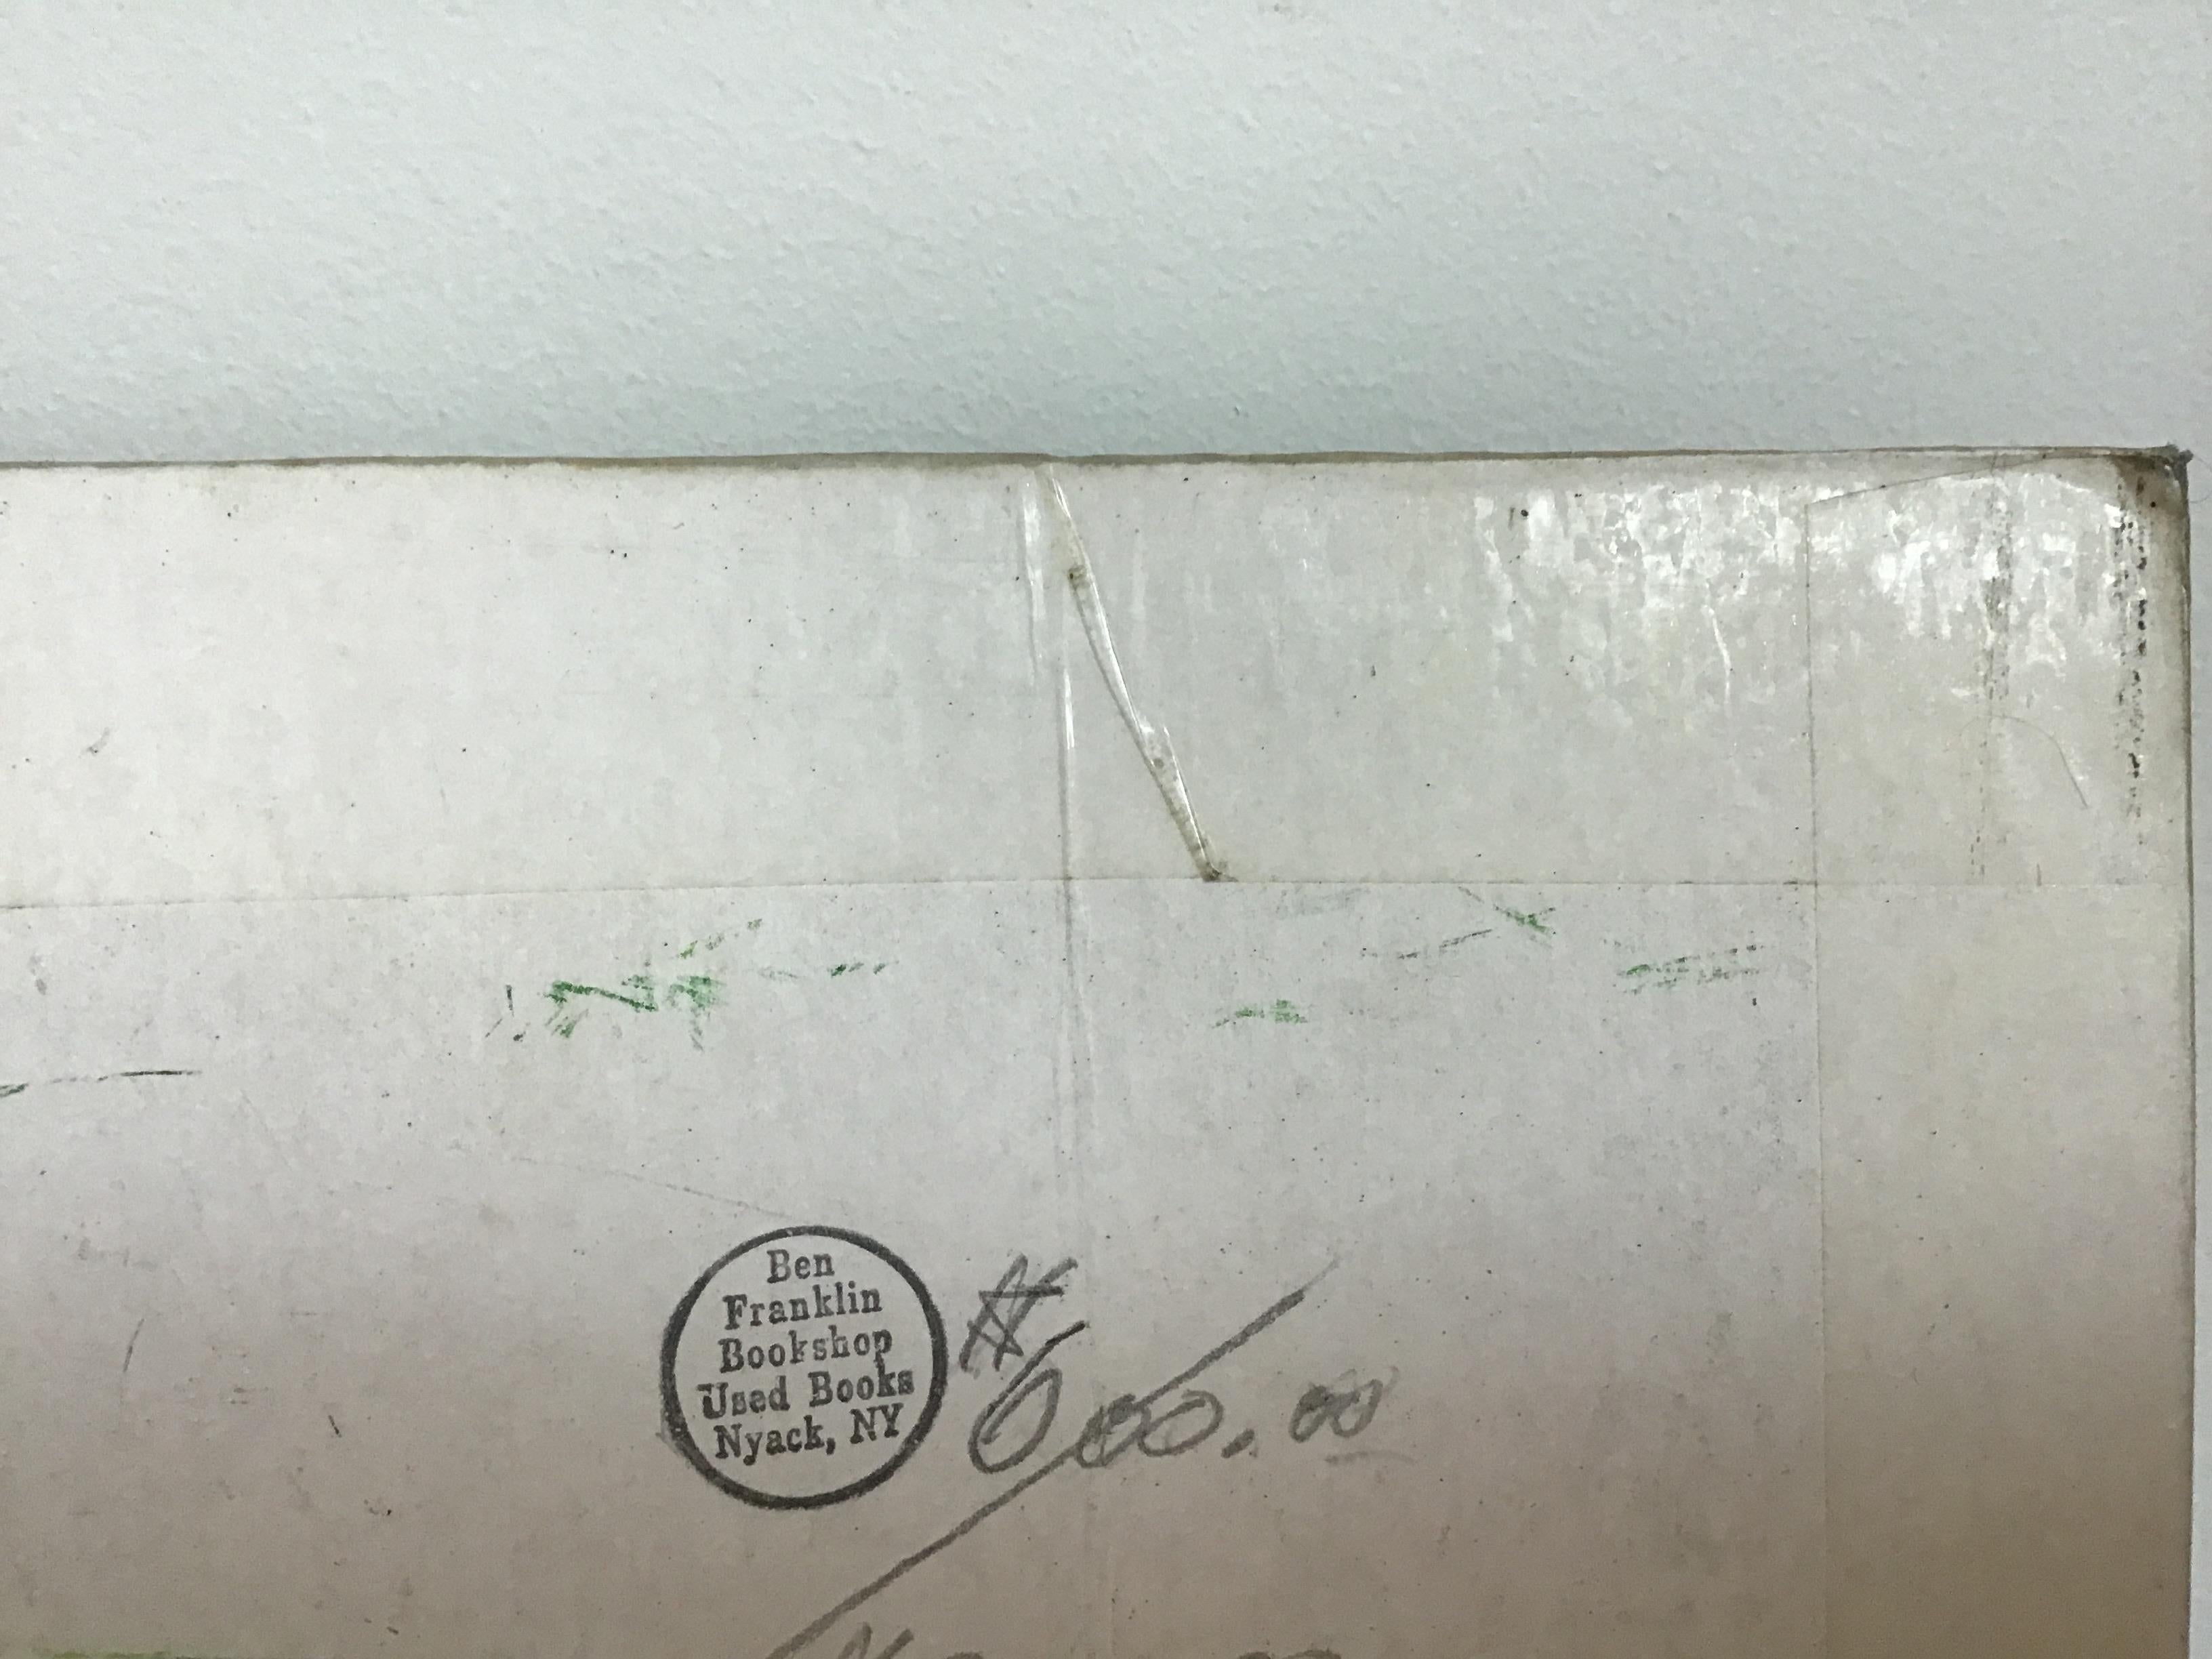 Ben
Franklin
Bookshop
Used Books
Nyack, NY
$600.00